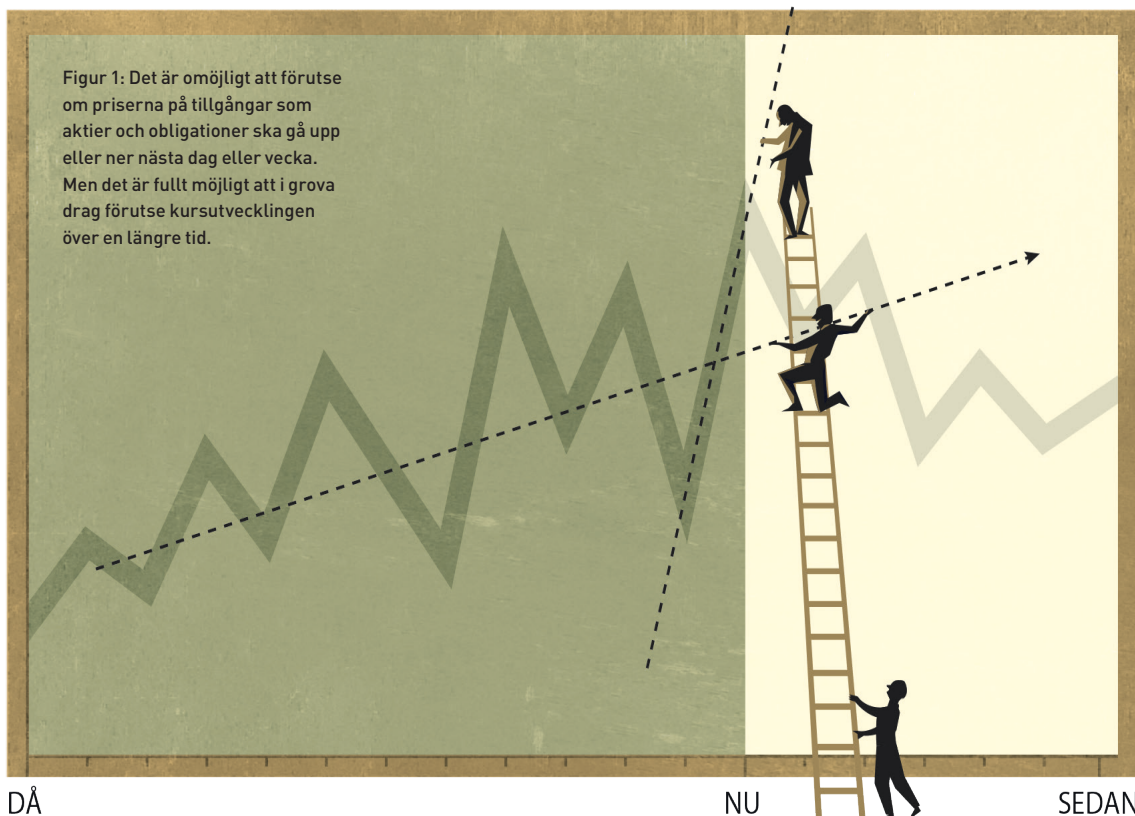 Figur 1: Det är omöjligt att förutse
om priserna på tillgångar som
aktier och obligationer ska gå upp
eller ner nästa dag eller vecka.
Men det är fullt möjligt att i grova
drag förutse kursutvecklingen
över en längre tid.
DÅ
NU
SEDAN